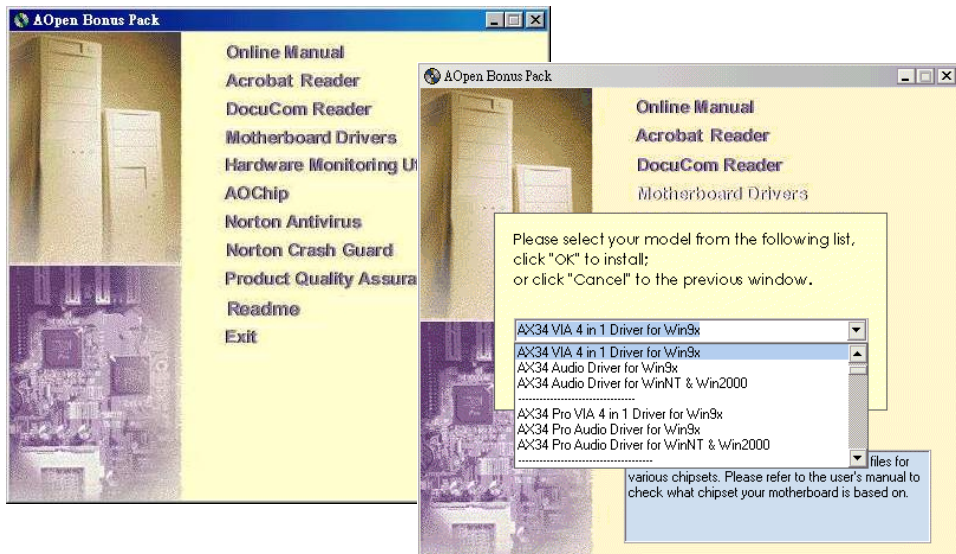 AOpen Bonus Pack
Online Manual
Acrobat Reader
DocuCom Reader
Motherboard Drivers
Hardware Monitoring
AOChip
Norton Antivirus
Norton Crash Guard
Product Quality
Readme
Exit
AOpen Bonus Pack
Online Manual
Acrobat Reader
DocuCom Reader
Motherboard Drivers
Please select your model from the following list,
click "OK" to install;
or click "Cancel" to the previous window.
AX34 VIA 4 in 1 Driver for Win9x
AX34 VIA 4 in 1 Driver for Win9x
AX34 Audio Driver for Win9x
AX34 Audio Driver for WinNT & Win2000
---------------------------------
AX34 Pro VIA 4 in 1 Driver for Win9x
AX34 Pro Audio Driver for Win9x
AX34 Pro Audio Driver for WinNT & Win2000
--------------------------------------
files for
various chipsets. Please refer to the user's manual to
check what chipset your motherboard is based on.